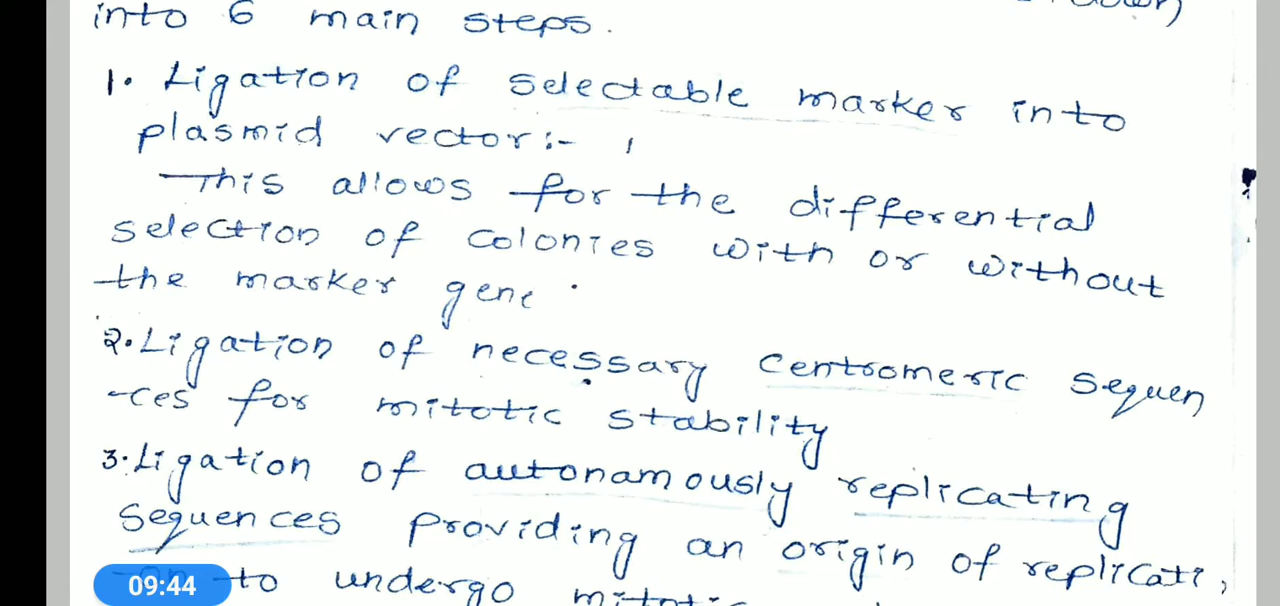 into 6 main steps.
1. Ligation of selectable marker into
plasmid vector:-
This allows for the differential
selection of colonies with or without
the marker gene.
2. Ligation of necessary centromeric sequen
-ces for mitotic stability
3. Ligation of autonamously replicating
sequences providing an origin of replicati
to undergo mitotic
09:44